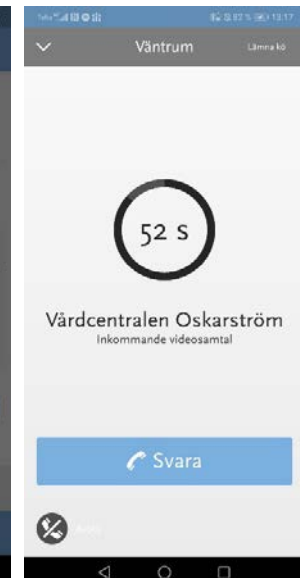 Väntrum
Lämna kö
52 s
Vårdcentralen Oskarström
Inkommande videosamtal
Svara